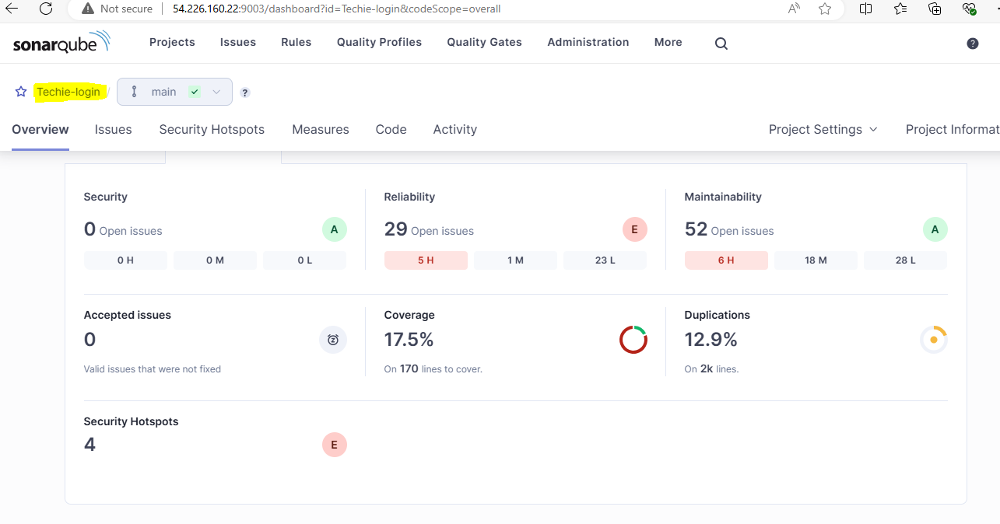 Not secure 54.226.160.22:9003/dashboard?id=Techie-login&codeScope=overall
sonarqube Projects Issues Rules Quality Profiles Quality Gates Administration More ?
Techie-login / main ?
Overview Issues Security Hotspots Measures Code Activity Project Settings Project Informat
Security Reliability Maintainability
0 Open issues A 29 Open issues E 52 Open issues A
0 H 0 M 0 L 5 H 1 M 23 L 6 H 18 M 28 L
Accepted issues Coverage Duplications
0 17.5% 12.9%
Valid issues that were not fixed On 170 lines to cover. On 2k lines.
Security Hotspots
4 E